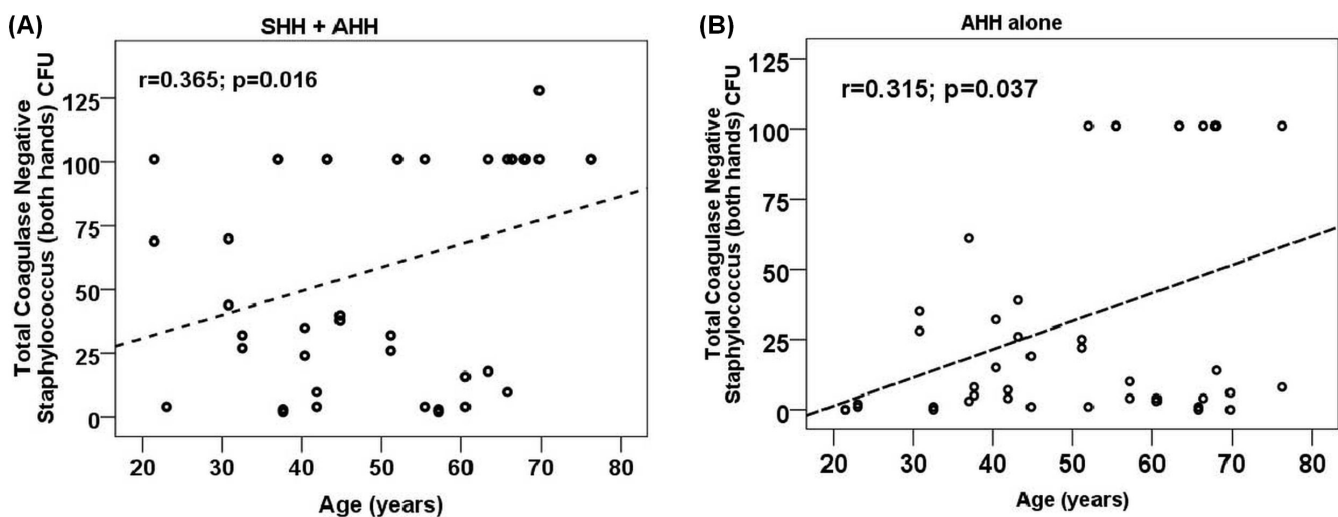 (A)
SHH + AHH
r=0.365; p=0.016
Total Coagulase Negative
Staphylococcus (both hands) CFU
125
100
75
50
25
0
20 30 40 50 60 70 80
Age (years)
(B)
AHH alone
r=0.315; p=0.037
Total Coagulase Negative
Staphylococcus (both hands) CFU
125
100
75
50
25
0
20 30 40 50 60 70 80
Age (years)